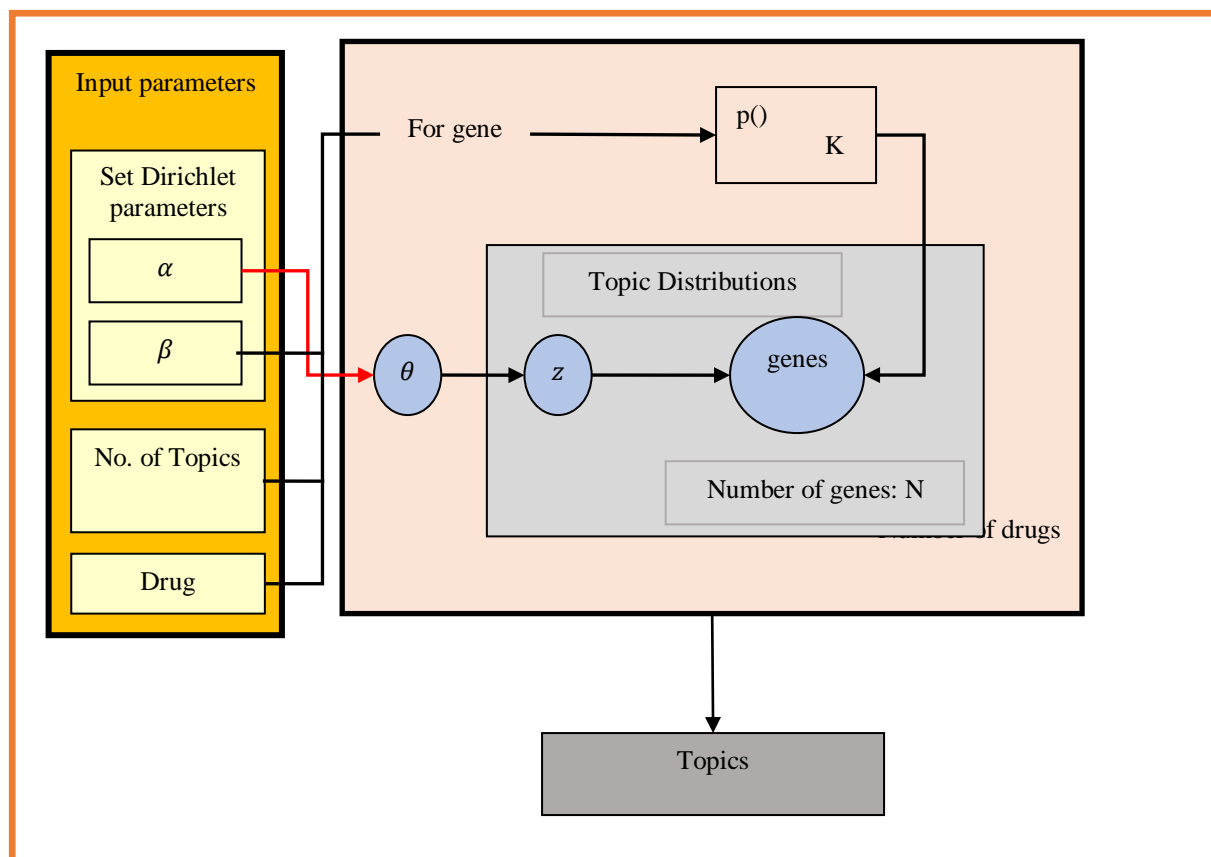 Input parameters
Set Dirichlet
parameters
α
β
No. of Topics
Drug
For gene
p()
K
Topic Distributions
θ
z
genes
Number of genes: N
Number of drugs
Topics